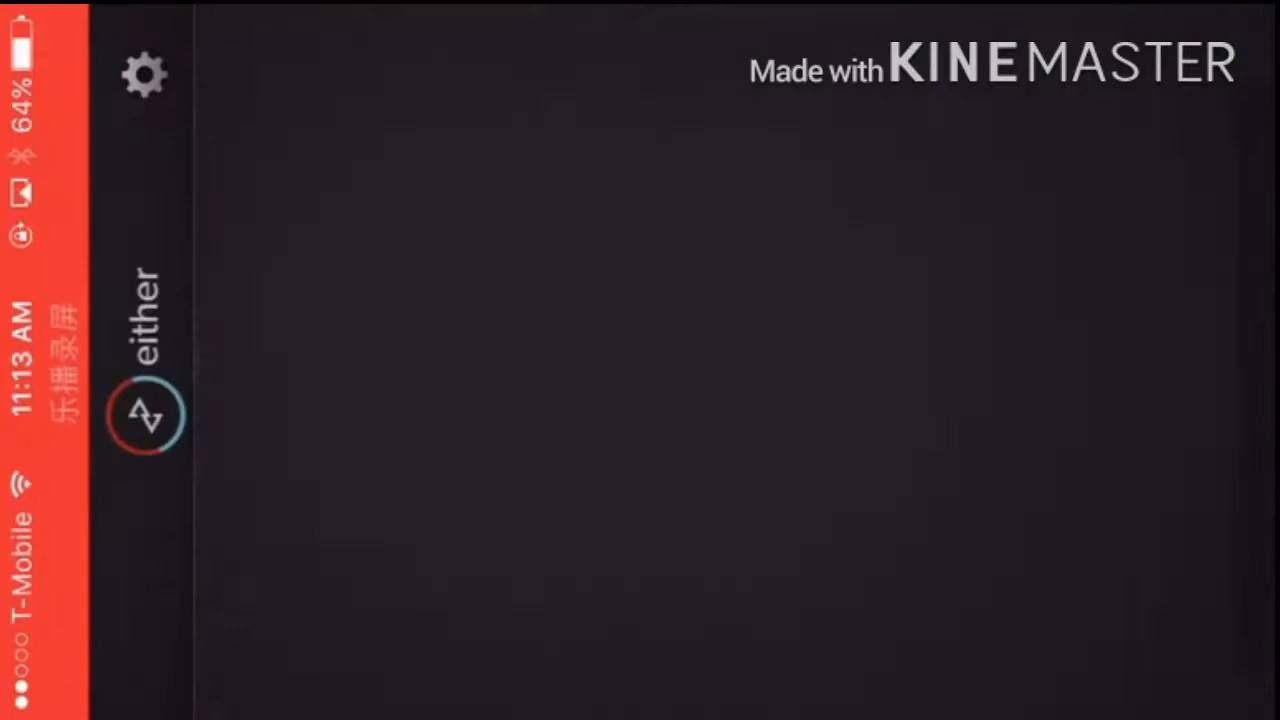 Made with KINEMASTER
T-Mobile 11:13 AM 64%
乐播录屏
either